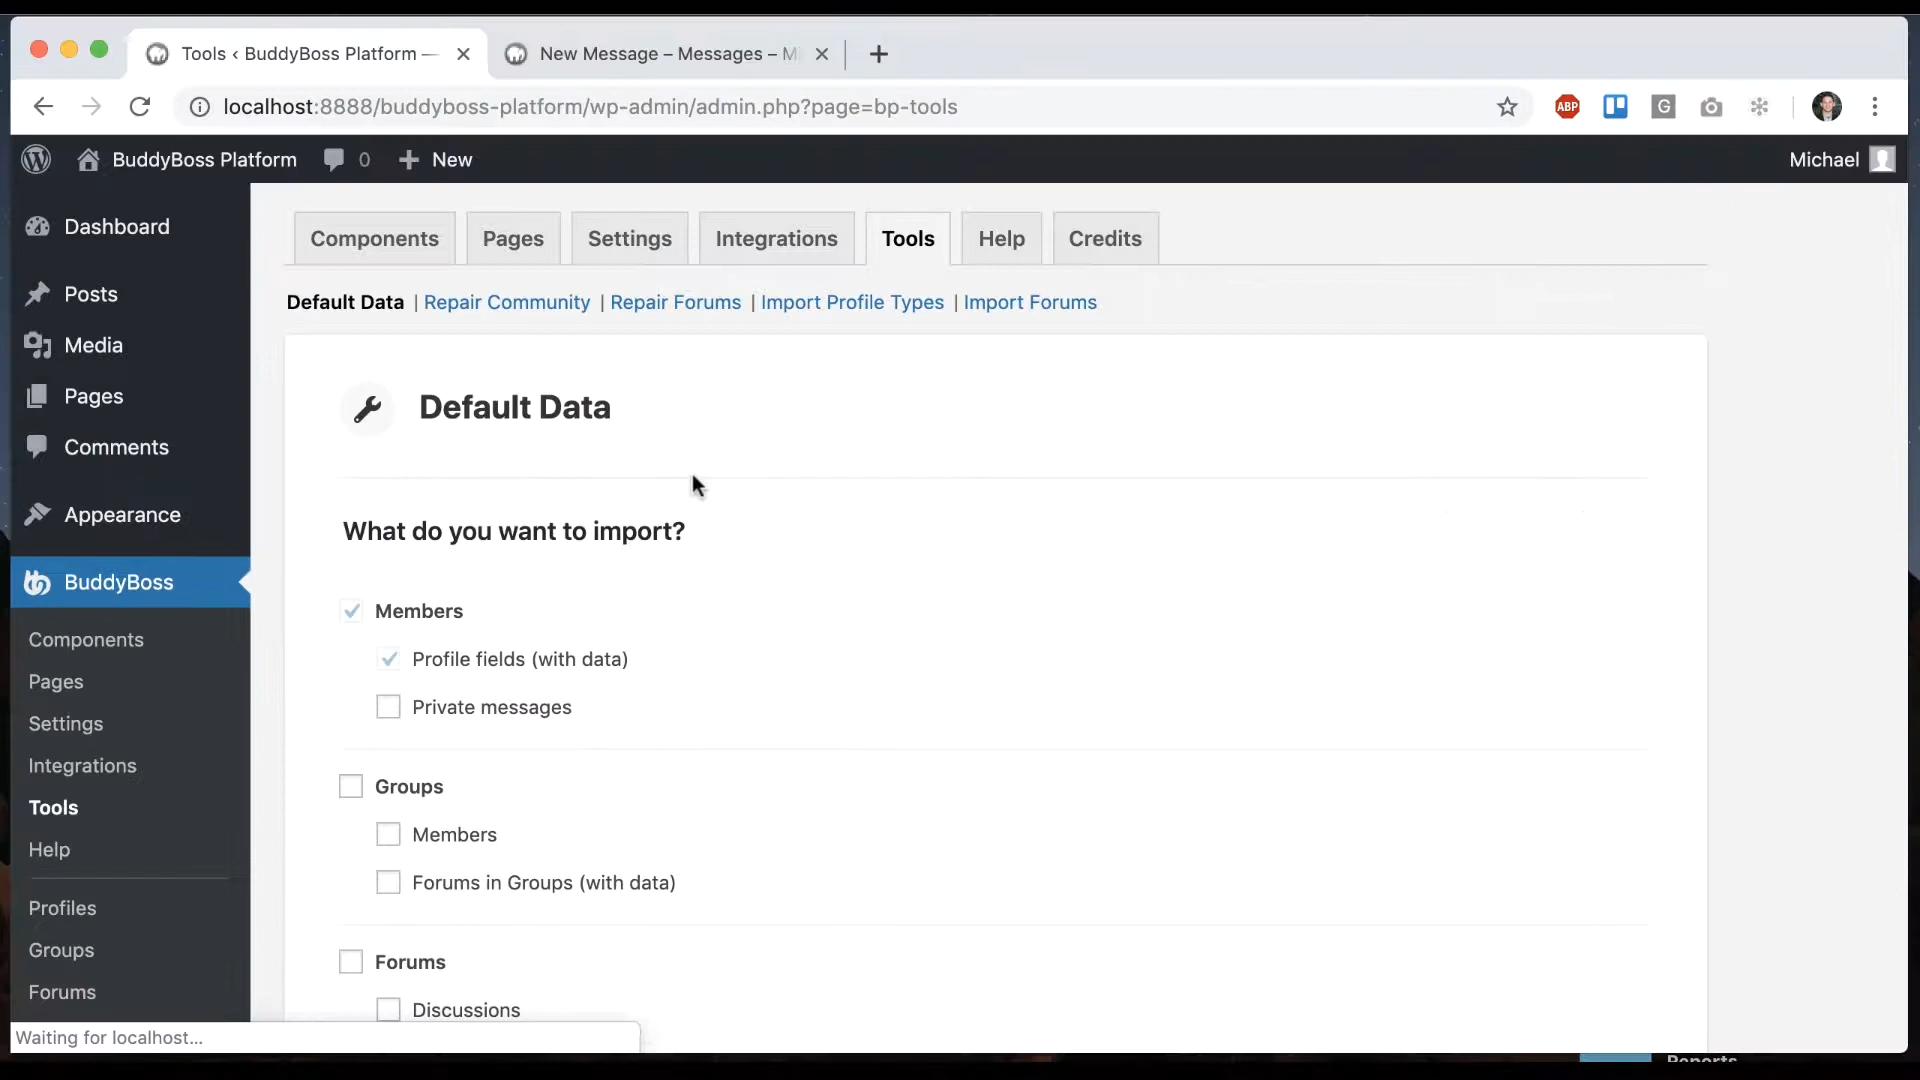 Tools ‹ BuddyBoss Platform —
New Message – Messages – M
localhost:8888/buddyboss-platform/wp-admin/admin.php?page=bp-tools
ABP
G
BuddyBoss Platform
0
New
Michael
Dashboard
Posts
Media
Pages
Comments
Appearance
BuddyBoss
Components
Pages
Settings
Integrations
Tools
Help
Profiles
Groups
Forums
Components
Pages
Settings
Integrations
Tools
Help
Credits
Default Data | Repair Community | Repair Forums | Import Profile Types | Import Forums
Default Data
What do you want to import?
Members
Profile fields (with data)
Private messages
Groups
Members
Forums in Groups (with data)
Forums
Discussions
Waiting for localhost...
Reports